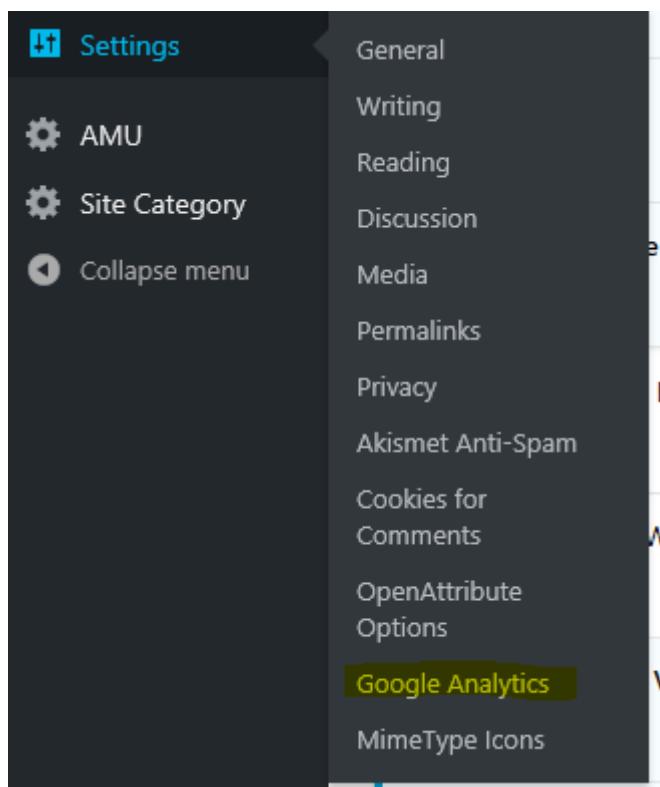 Settings
AMU
Site Category
Collapse menu
General
Writing
Reading
Discussion
Media
Permalinks
Privacy
Akismet Anti-Spam
Cookies for
Comments
OpenAttribute
Options
Google Analytics
MimeType Icons